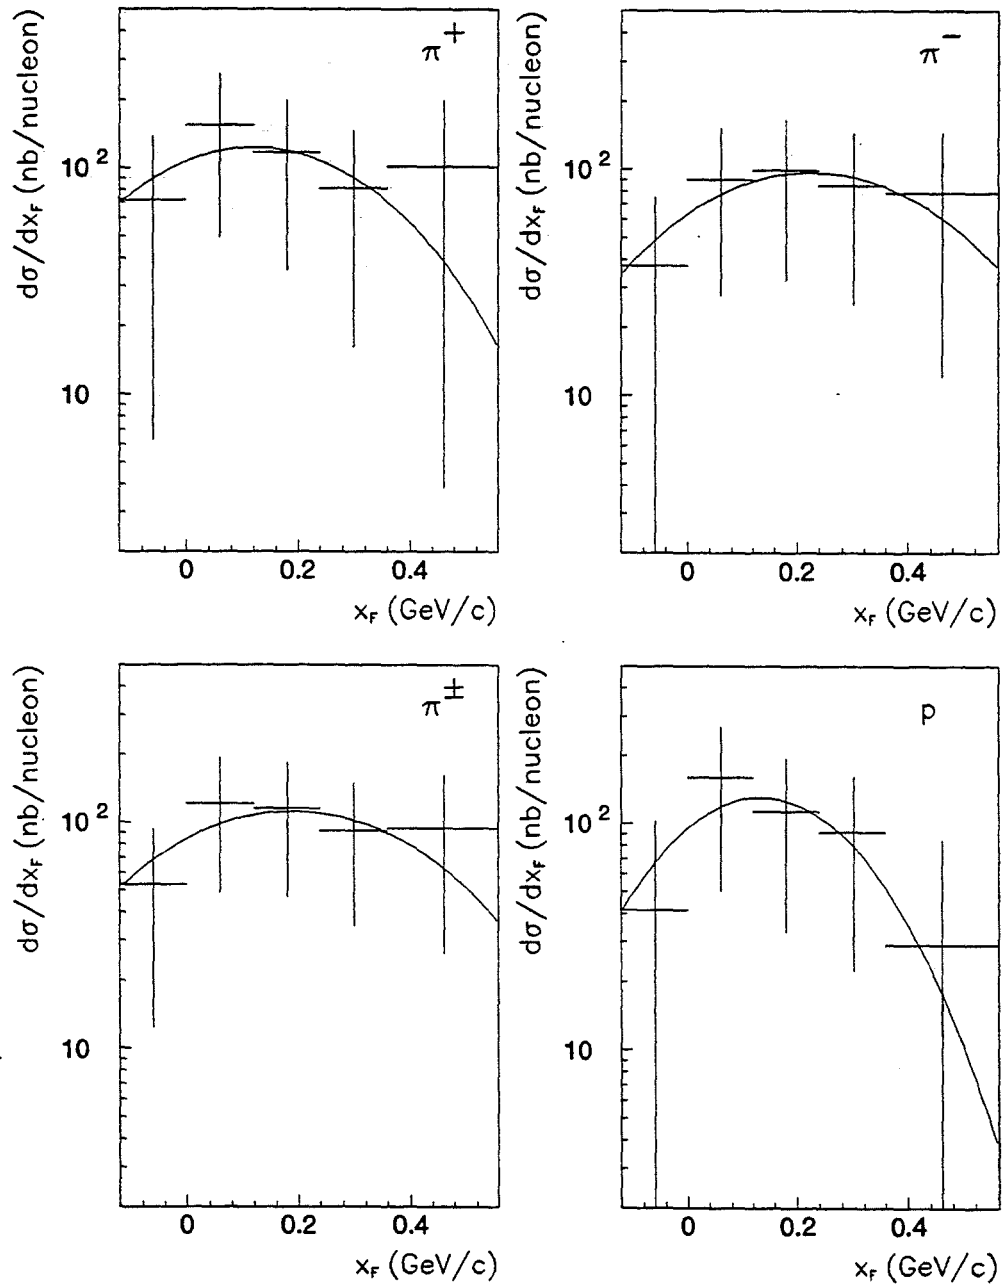 π+
dσ/dx_F (nb/nucleon)
10²
10
0 0.2 0.4
x_F (GeV/c)
π−
dσ/dx_F (nb/nucleon)
10²
10
0 0.2 0.4
x_F (GeV/c)
π±
dσ/dx_F (nb/nucleon)
10²
10
0 0.2 0.4
x_F (GeV/c)
p
dσ/dx_F (nb/nucleon)
10²
10
0 0.2 0.4
x_F (GeV/c)